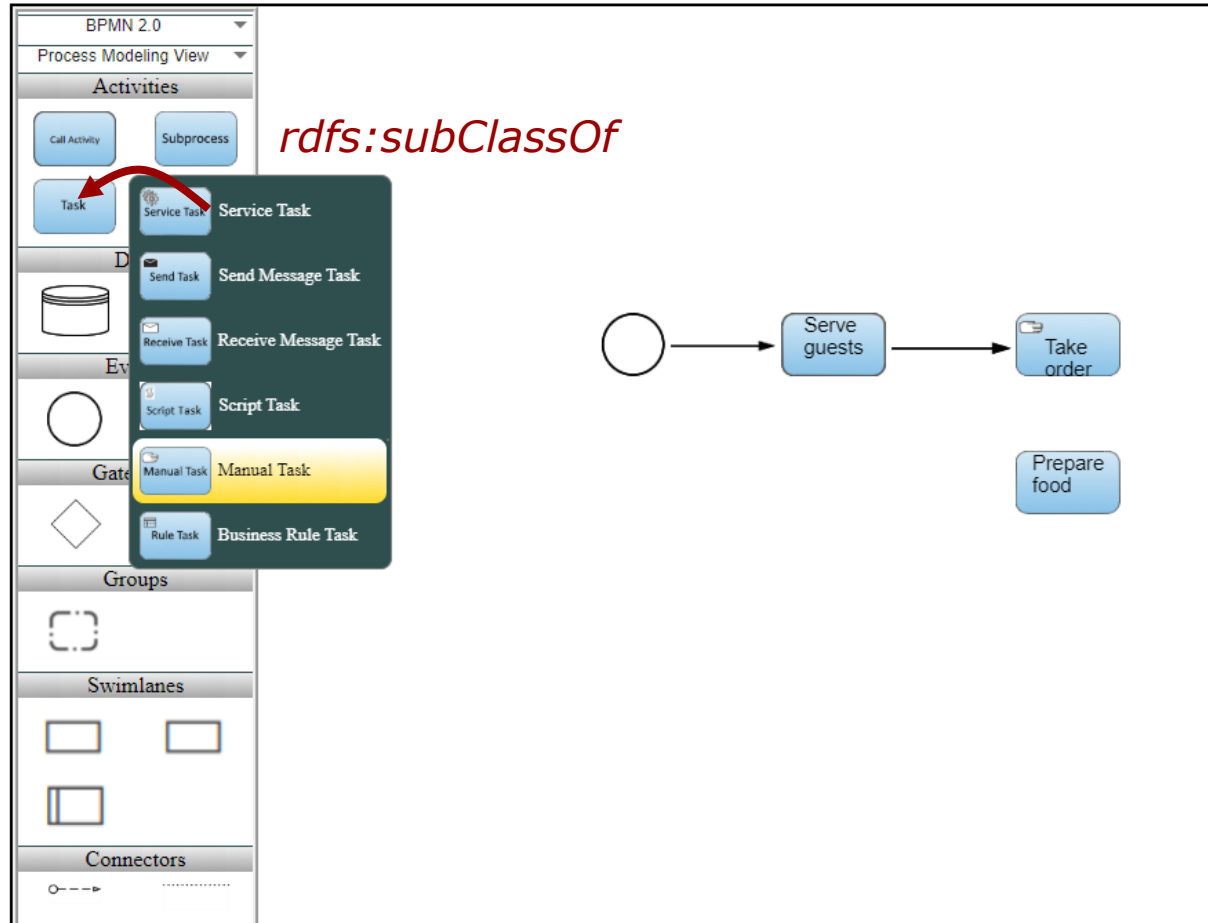 BPMN 2.0
Process Modeling View
Activities
Call Activity
Subprocess
rdfs:subClassOf
Task
Service Task
Service Task
D
Send Task
Send Message Task
Receive Task
Receive Message Task
Ev
Script Task
Script Task
Gate
Manual Task
Manual Task
Rule Task
Business Rule Task
Groups
Swimlanes
Connectors
Serve
guests
Take
order
Prepare
food